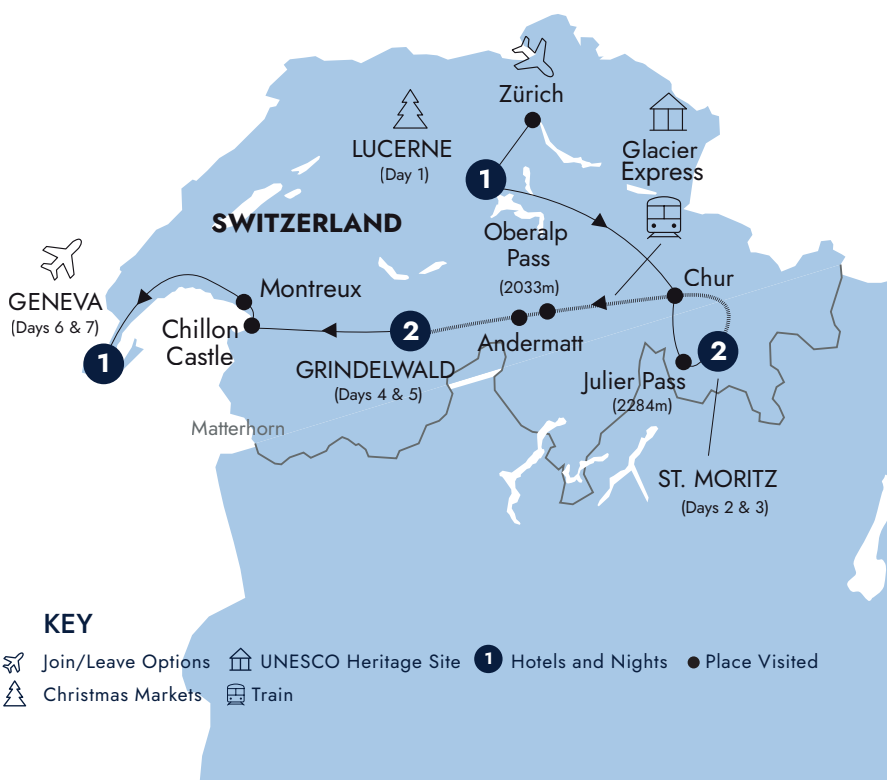 Zürich
LUCERNE
(Day 1)
1
Glacier
Express
SWITZERLAND
Oberalp
Pass
(2033m)
Chur
GENEVA
(Days 6 & 7)
1
Montreux
Chillon
Castle
2
GRINDELWALD
(Days 4 & 5)
Andermatt
2
Julier Pass
(2284m)
Matterhorn
ST. MORITZ
(Days 2 & 3)
KEY
Join/Leave Options
UNESCO Heritage Site
1
Hotels and Nights
Place Visited
Christmas Markets
Train